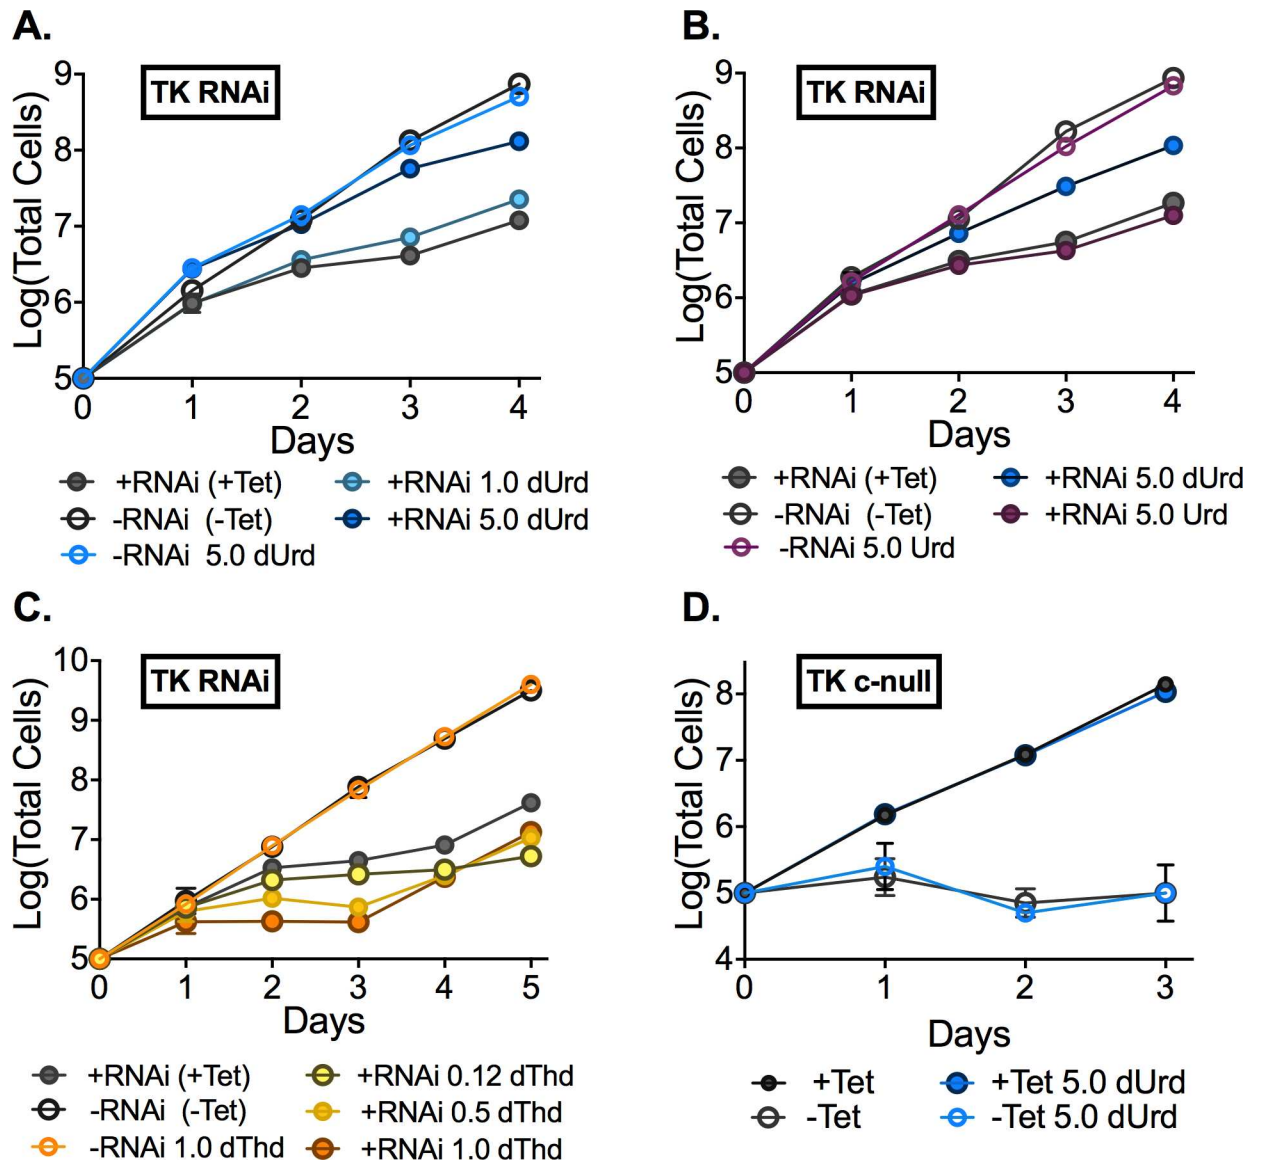 A.
TK RNAi
Log(Total Cells)
9
8
7
6
5
0 1 2 3 4
Days
+RNAi (+Tet)
-RNAi (-Tet)
-RNAi 5.0 dUrd
+RNAi 1.0 dUrd
+RNAi 5.0 dUrd
B.
TK RNAi
Log(Total Cells)
9
8
7
6
5
0 1 2 3 4
Days
+RNAi (+Tet)
-RNAi (-Tet)
-RNAi 5.0 Urd
+RNAi 5.0 dUrd
+RNAi 5.0 Urd
C.
TK RNAi
Log(Total Cells)
10
9
8
7
6
5
0 1 2 3 4 5
Days
+RNAi (+Tet)
-RNAi (-Tet)
-RNAi 1.0 dThd
+RNAi 0.12 dThd
+RNAi 0.5 dThd
+RNAi 1.0 dThd
D.
TK c-null
Log(Total Cells)
8
7
6
5
4
0 1 2 3
Days
+Tet
-Tet
+Tet 5.0 dUrd
-Tet 5.0 dUrd